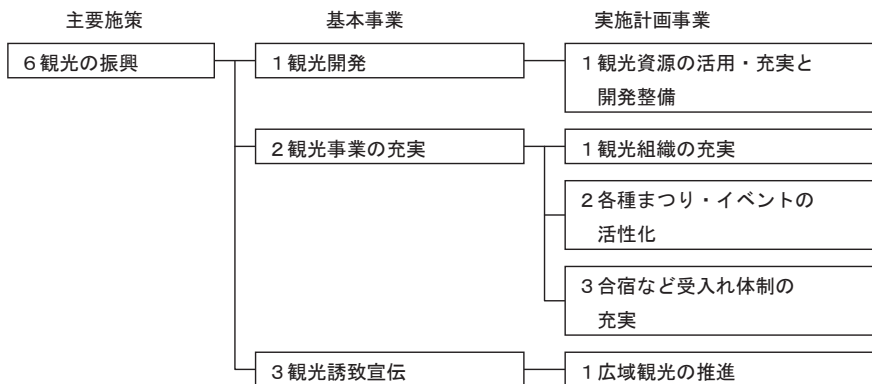 主要施策 基本事業 実施計画事業
6観光の振興 1観光開発 1観光資源の活用・充実と
開発整備
2観光事業の充実 1観光組織の充実
2各種まつり・イベントの
活性化
3合宿など受入れ体制の
充実
3観光誘致宣伝 1広域観光の推進